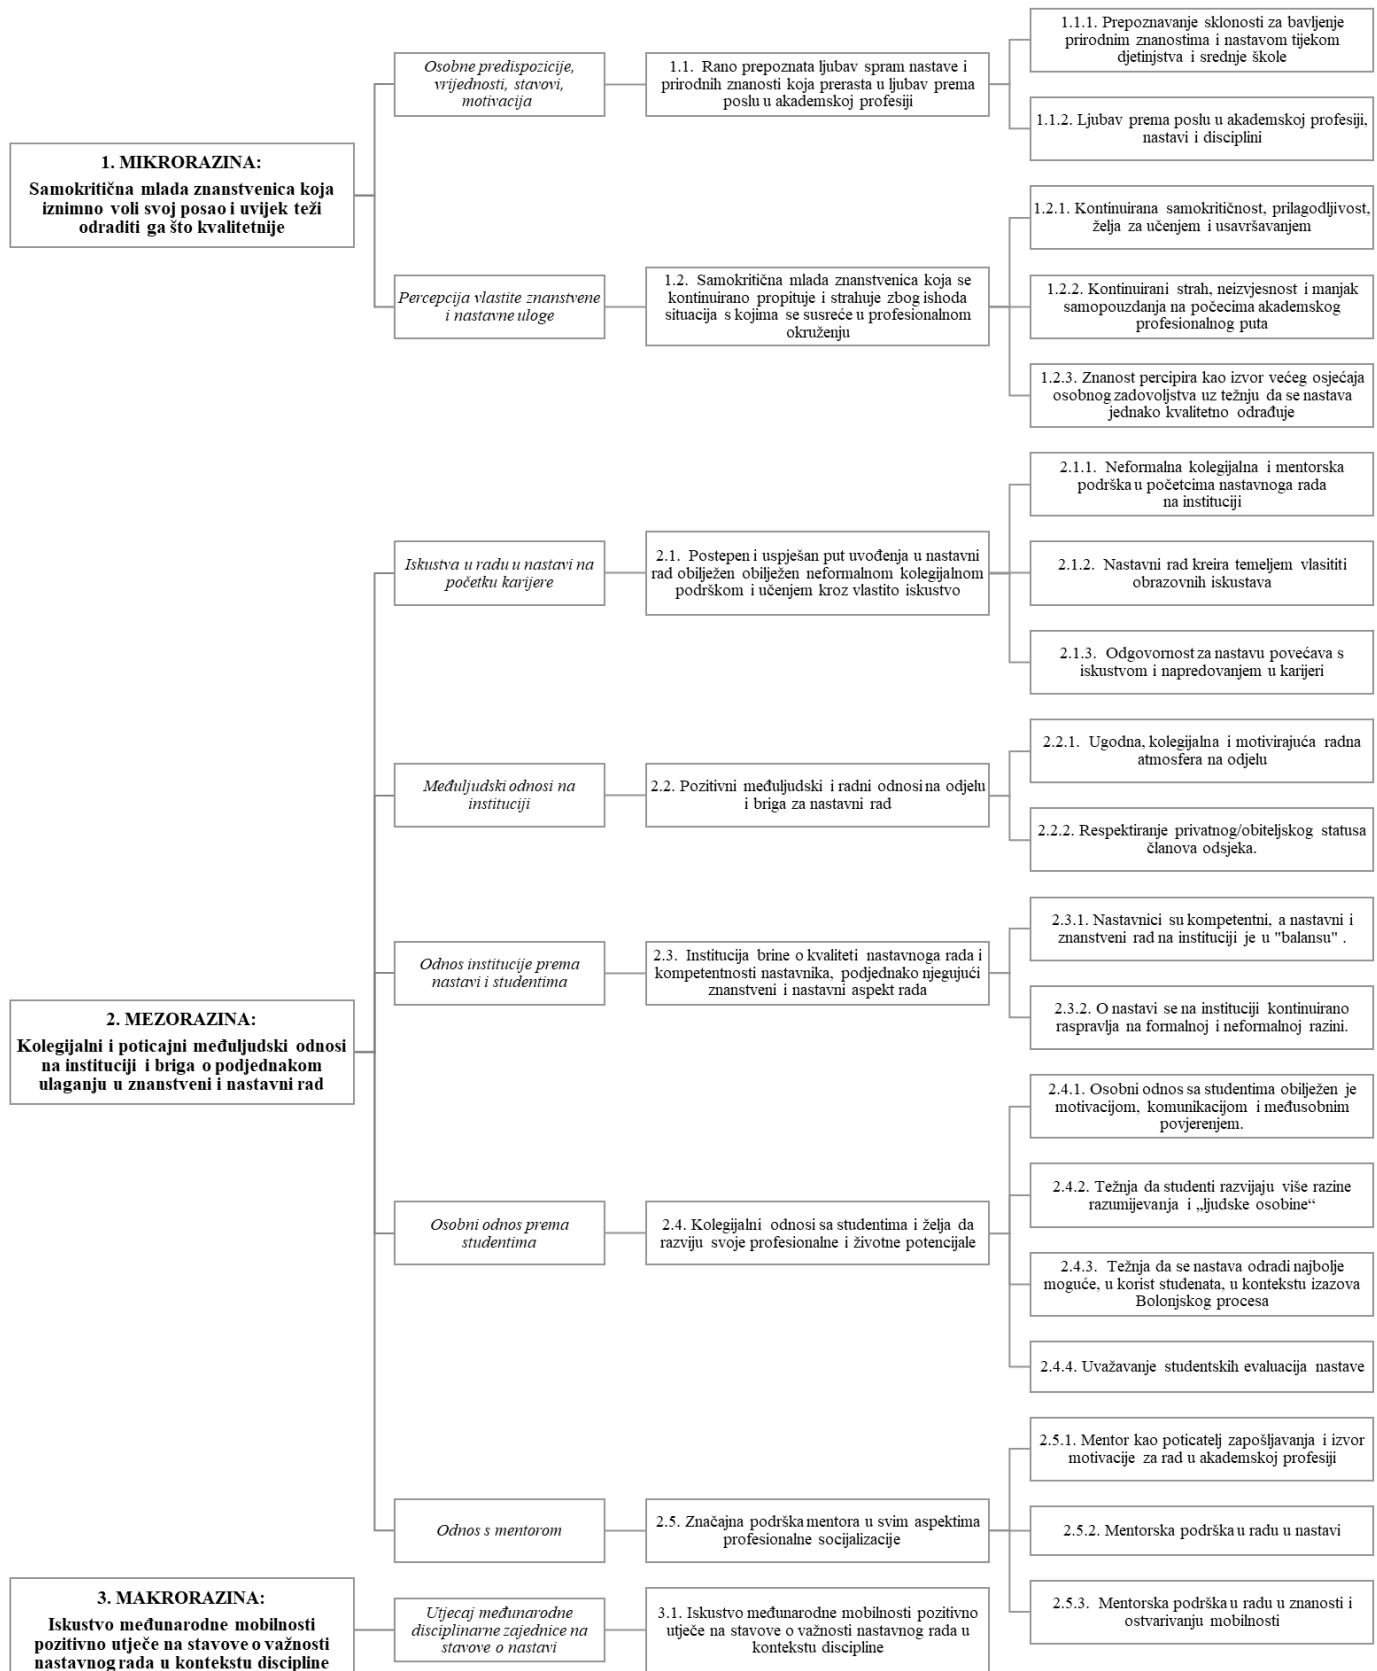 1. MIKRORAZINA:
Samokritična mlada znanstvenica koja
iznimno voli svoj posao i uvijek teži
odraditi ga što kvalitetnije
Osobne predispozicije,
vrijednosti, stavovi,
motivacija
1.1. Rano prepoznata ljubav spram nastave i
prirodnih znanosti koja prerasta u ljubav prema
poslu u akademskoj profesiji
1.1.1. Prepoznavanje sklonosti za bavljenje
prirodnim znanostima i nastavom tijekom
djetinjstva i srednje škole
1.1.2. Ljubav prema poslu u akademskoj profesiji,
nastavi i disciplini
Percepcija vlastite znanstvene
i nastavne uloge
1.2. Samokritična mlada znanstvenica koja se
kontinuirano propituje i strahuje zbog ishoda
situacija s kojima se susreće u profesionalnom
okruženju
1.2.1. Kontinuirana samokritičnost, prilagodljivost,
želja za učenjem i usavršavanjem
1.2.2. Kontinuirani strah, neizvjesnost i manjak
samopouzdanja na počecima akademskog
profesionalnog puta
1.2.3. Znanost percipira kao izvor većeg osjećaja
osobnog zadovoljstva uz težnju da se nastava
jednako kvalitetno odrađuje
2. MEZORAZINA:
Kolegijalni i poticajni međuljudski odnosi
na instituciji i briga o podjednakom
ulaganju u znanstveni i nastavni rad
Iskustva u radu u nastavi na
početku karijere
2.1. Postepen i uspješan put uvođenja u nastavni
rad obilježen obilježen neformalnom kolegijalnom
podrškom i učenjem kroz vlastito iskustvo
2.1.1. Neformalna kolegijalna i mentorska
podrška u početcima nastavnoga rada
na instituciji
2.1.2. Nastavni rad kreira temeljem vlasititi
obrazovnih iskustava
2.1.3. Odgovornost za nastavu povećava s
iskustvom i napredovanjem u karijeri
Međuljudski odnosi na
instituciji
2.2. Pozitivni međuljudski i radni odnosi na odjelu
i briga za nastavni rad
2.2.1. Ugodna, kolegijalna i motivirajuća radna
atmosfera na odjelu
2.2.2. Respektiranje privatnog/obiteljskog statusa
članova odsjeka.
Odnos institucije prema
nastavi i studentima
2.3. Institucija brine o kvaliteti nastavnoga rada i
kompetentnosti nastavnika, podjednako njegujući
znanstveni i nastavni aspekt rada
2.3.1. Nastavnici su kompetentni, a nastavni i
znanstveni rad na instituciji je u "balansu" .
2.3.2. O nastavi se na instituciji kontinuirano
raspravlja na formalnoj i neformalnoj razini.
Osobni odnos prema
studentima
2.4. Kolegijalni odnosi sa studentima i želja da
razviju svoje profesionalne i životne potencijale
2.4.1. Osobni odnos sa studentima obilježen je
motivacijom, komunikacijom i međusobnim
povjerenjem.
2.4.2. Težnja da studenti razvijaju više razine
razumijevanja i „ljudske osobine“
2.4.3. Težnja da se nastava odradi najbolje
moguće, u korist studenata, u kontekstu izazova
Bolonjskog procesa
2.4.4. Uvažavanje studentskih evaluacija nastave
Odnos s mentorom
2.5. Značajna podrška mentora u svim aspektima
profesionalne socijalizacije
2.5.1. Mentor kao poticatelj zapošljavanja i izvor
motivacije za rad u akademskoj profesiji
2.5.2. Mentorska podrška u radu u nastavi
2.5.3. Mentorska podrška u radu u znanosti i
ostvarivanju mobilnosti
3. MAKRORAZINA:
Iskustvo međunarodne mobilnosti
pozitivno utječe na stavove o važnosti
nastavnog rada u kontekstu discipline
Utjecaj međunarodne
disciplinarne zajednice na
stavove o nastavi
3.1. Iskustvo međunarodne mobilnosti pozitivno
utječe na stavove o važnosti nastavnog rada u
kontekstu discipline